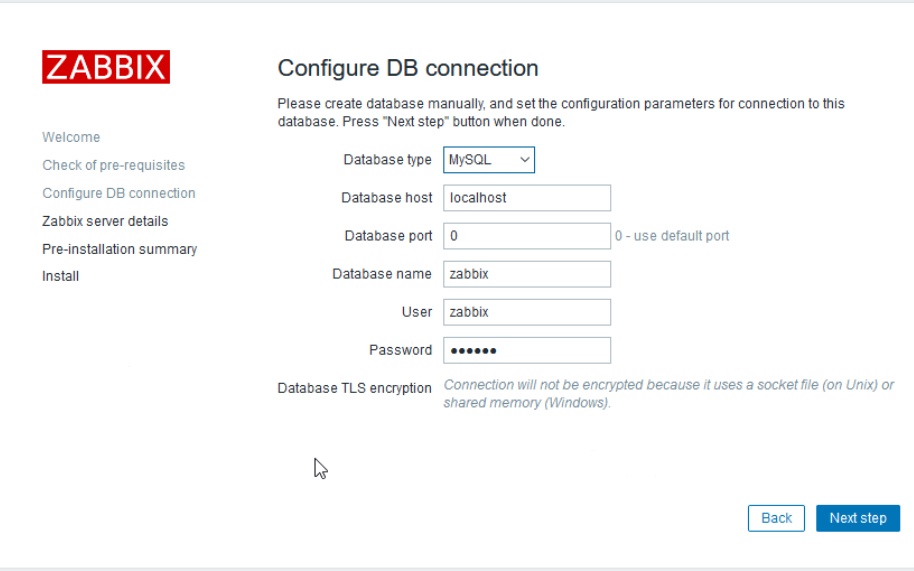 ZABBIX
Welcome
Check of pre-requisites
Configure DB connection
Zabbix server details
Pre-installation summary
Install
Configure DB connection
Please create database manually, and set the configuration parameters for connection to this
database. Press "Next step" button when done.
Database type MySQL
Database host localhost
Database port 0 0 - use default port
Database name zabbix
User zabbix
Password ●●●●●●
Database TLS encryption Connection will not be encrypted because it uses a socket file (on Unix) or
shared memory (Windows).
Back Next step